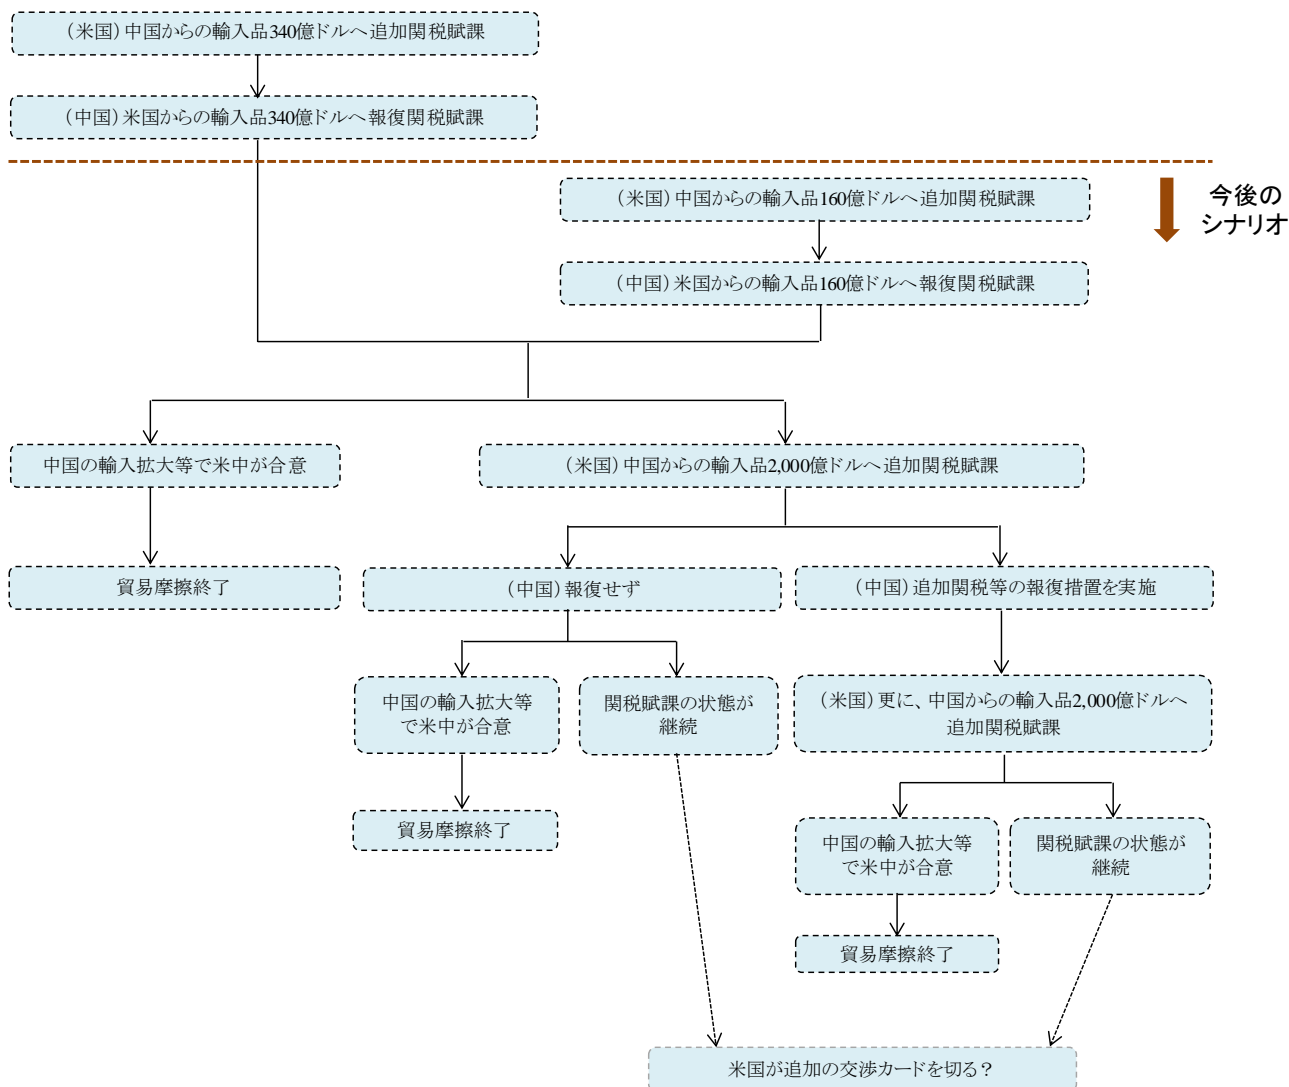 （米国）中国からの輸入品340億ドルへ追加関税賦課
（中国）米国からの輸入品340億ドルへ報復関税賦課
（米国）中国からの輸入品160億ドルへ追加関税賦課
今後の
シナリオ
（中国）米国からの輸入品160億ドルへ報復関税賦課
中国の輸入拡大等で米中が合意
（米国）中国からの輸入品2,000億ドルへ追加関税賦課
貿易摩擦終了
（中国）報復せず
（中国）追加関税等の報復措置を実施
中国の輸入拡大等
で米中が合意
関税賦課の状態が
継続
（米国）更に、中国からの輸入品2,000億ドルへ
追加関税賦課
貿易摩擦終了
中国の輸入拡大等
で米中が合意
関税賦課の状態が
継続
貿易摩擦終了
米国が追加の交渉カードを切る？